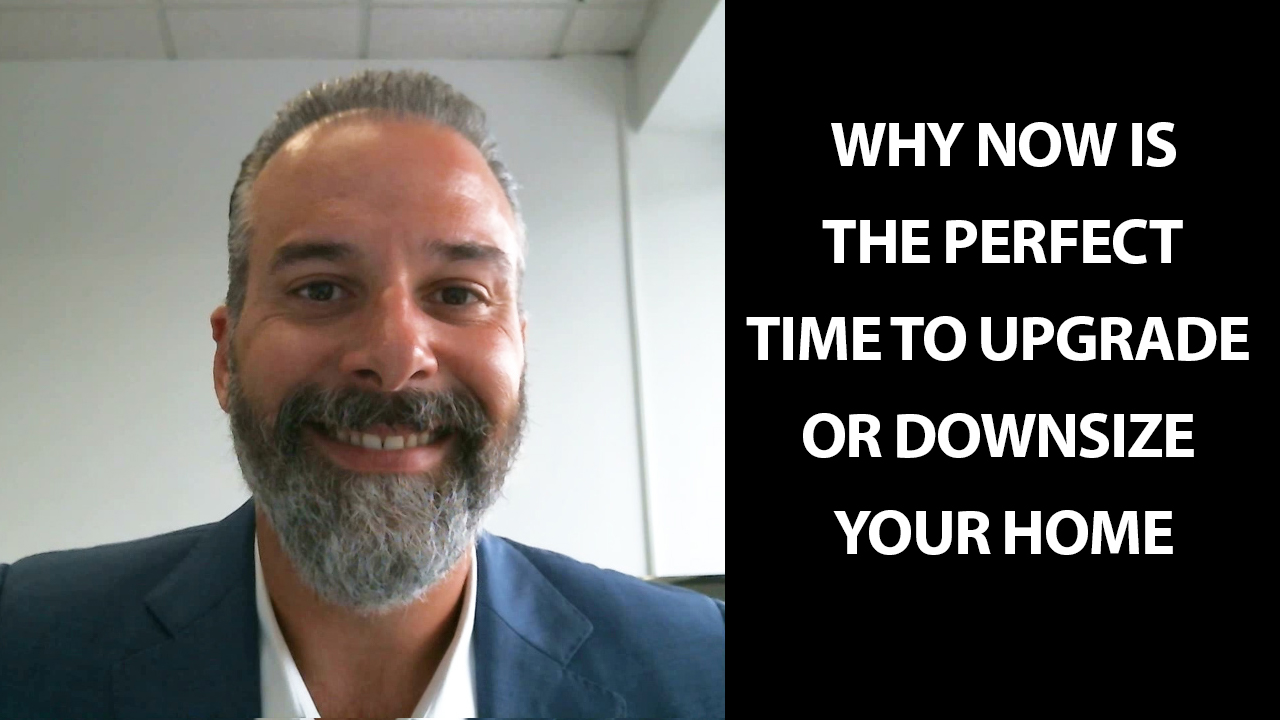 WHY NOW IS
THE PERFECT
TIME TO UPGRADE
OR DOWNSIZE
YOUR HOME